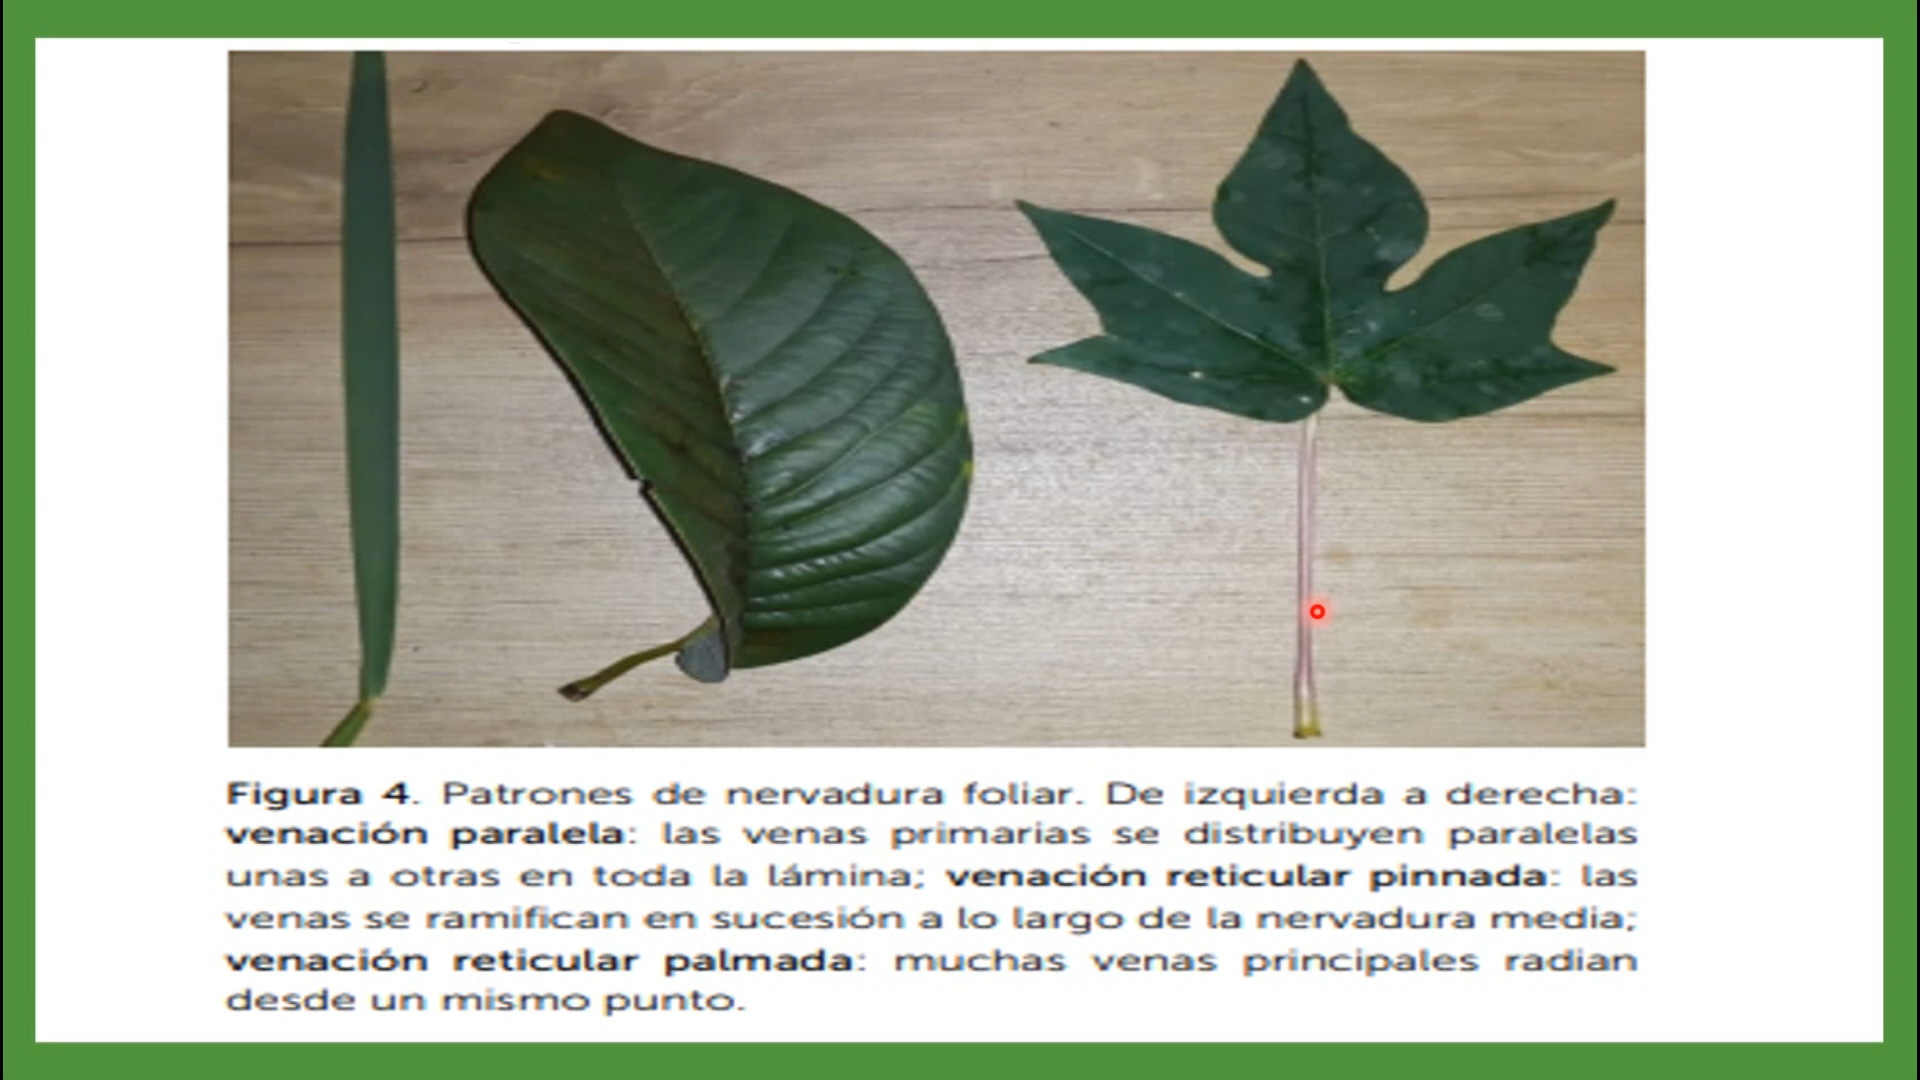 Figura 4. Patrones de nervadura foliar. De izquierda a derecha:
venación paralela: las venas primarias se distribuyen paralelas
unas a otras en toda la lámina; venación reticular pinnada: las
venas se ramifican en sucesión a lo largo de la nervadura media;
venación reticular palmada: muchas venas principales radian
desde un mismo punto.